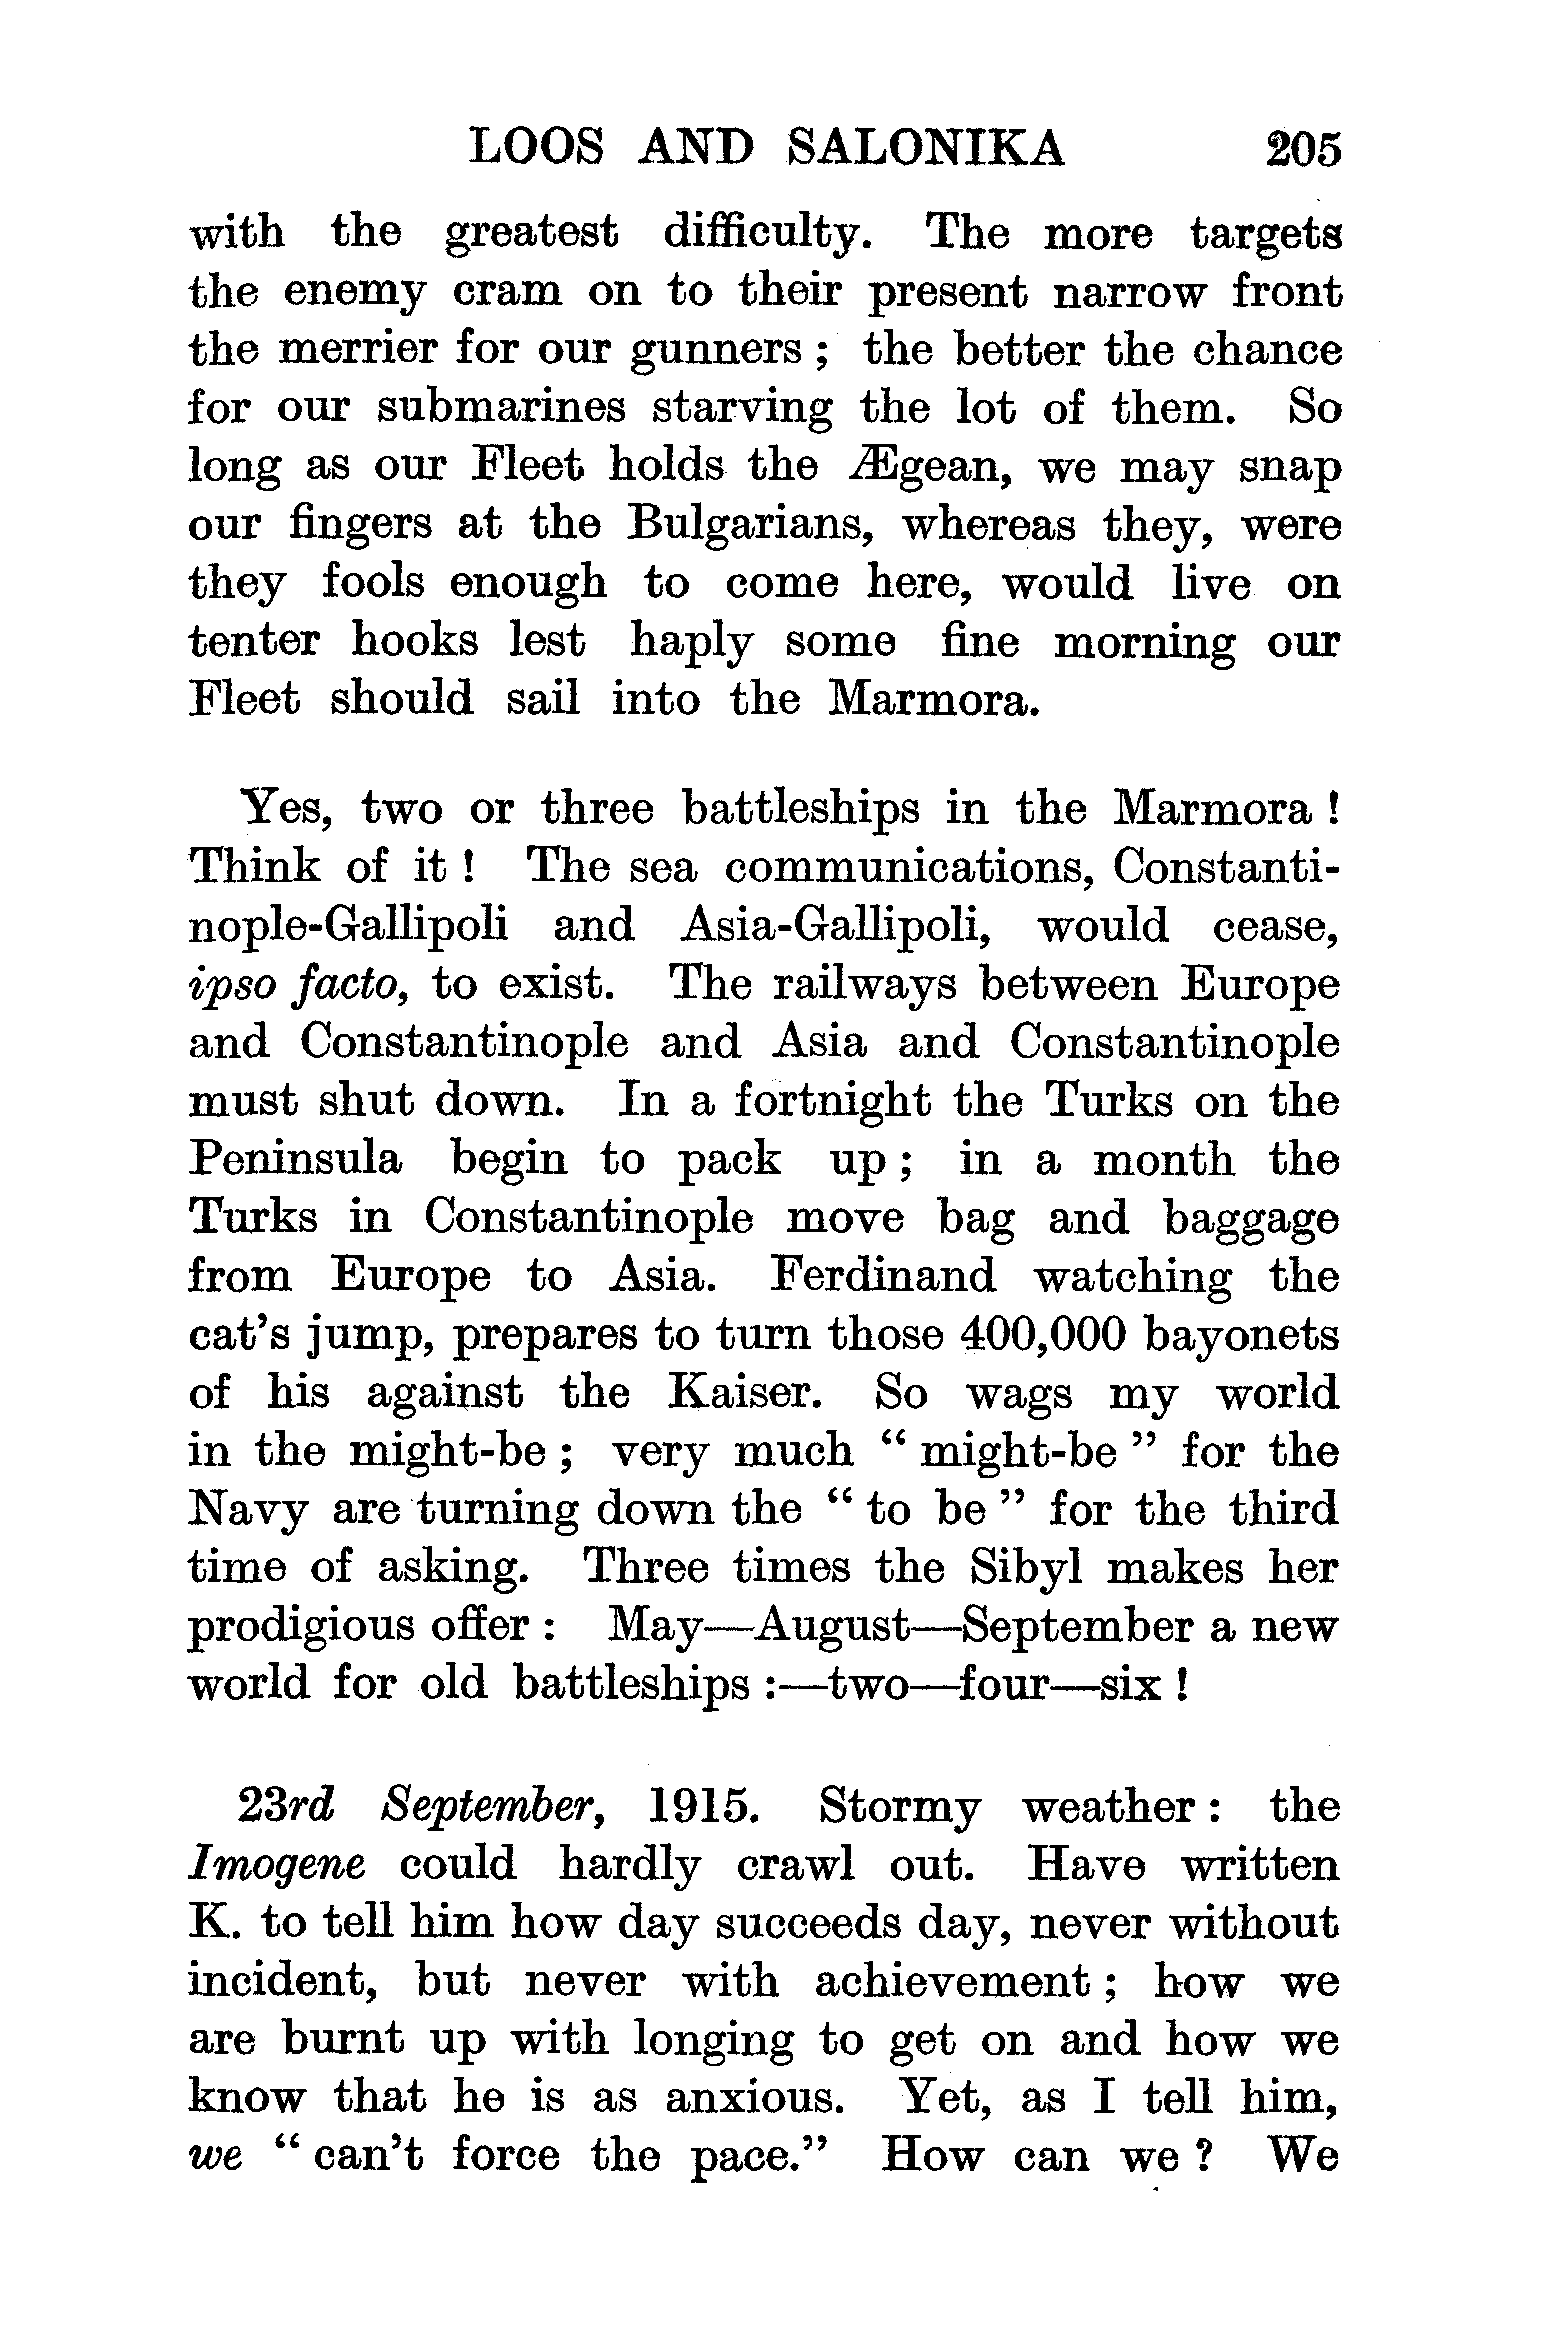 LOOS AND SALONIKA 205
with the greatest difficulty. The more targets
the enemy cram on to their present narrow front
the merrier for our gunners ; the better the chance
for our submarines starving the lot of them. So
long as our Fleet holds the Ægean, we may snap
our fingers at the Bulgarians, whereas they, were
they fools enough to come here, would live on
tenter hooks lest haply some fine morning our
Fleet should sail into the Marmora.
Yes, two or three battleships in the Marmora !
Think of it ! The sea communications, Constanti-
nople-Gallipoli and Asia-Gallipoli, would cease,
ipso facto, to exist. The railways between Europe
and Constantinople and Asia and Constantinople
must shut down. In a fortnight the Turks on the
Peninsula begin to pack up ; in a month the
Turks in Constantinople move bag and baggage
from Europe to Asia. Ferdinand watching the
cat's jump, prepares to turn those 400,000 bayonets
of his against the Kaiser. So wags my world
in the might-be ; very much “ might-be ” for the
Navy are turning down the “ to be ” for the third
time of asking. Three times the Sibyl makes her
prodigious offer : May—August—September a new
world for old battleships :—two—four—six !
23rd September, 1915. Stormy weather : the
Imogene could hardly crawl out. Have written
K. to tell him how day succeeds day, never without
incident, but never with achievement ; how we
are burnt up with longing to get on and how we
know that he is as anxious. Yet, as I tell him,
we “ can't force the pace.” How can we ? We